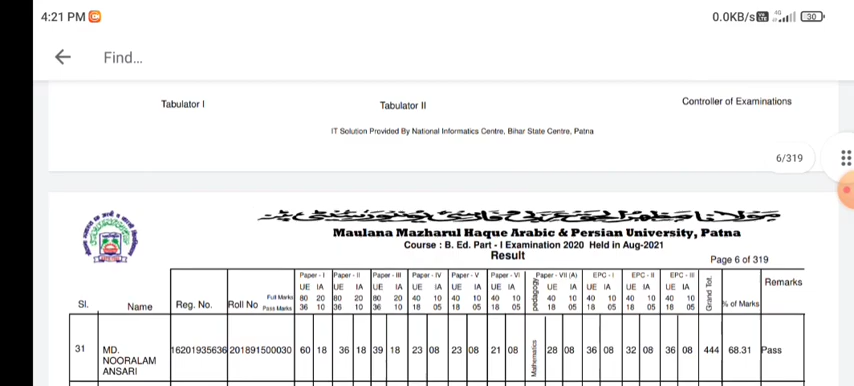 4:21 PM
0.0KB/s 4G 30
Find...
Tabulator I Tabulator II Controller of Examinations
IT Solution Provided By National Informatics Centre, Bihar State Centre, Patna
6/319
Maulana Mazharul Haque Arabic & Persian University, Patna
Course : B. Ed. Part - I Examination 2020 Held in Aug-2021
Result
Page 6 of 319
Paper - I Paper - II Paper - III Paper - IV Paper - V Paper - VI pedagogy Paper - VII (A) EPC - I EPC - II EPC - III Grand Tot. Remarks
UE IA UE IA UE IA UE IA UE IA UE IA UE IA UE IA UE IA UE IA
Sl. Name Reg. No. Roll No Full Marks 80 20 80 20 80 20 40 10 40 10 40 10 40 10 40 10 40 10 40 10 % of Marks
Pass Marks 36 10 36 10 36 10 18 05 18 05 18 05 18 05 18 05 18 05 18 05
31 MD. NOORALAM ANSARI 16201935636 201891500030 60 18 36 18 39 18 23 08 23 08 21 08 Mathematics 28 08 36 08 32 08 36 08 444 68.31 Pass